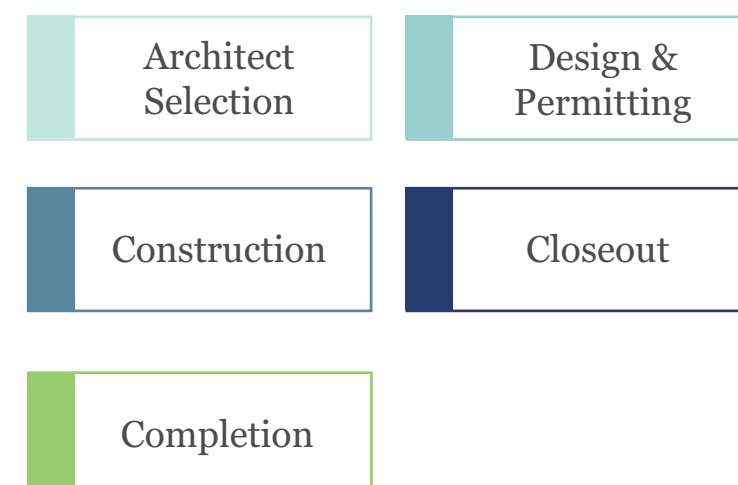 Architect
Selection
Design &
Permitting
Construction
Closeout
Completion